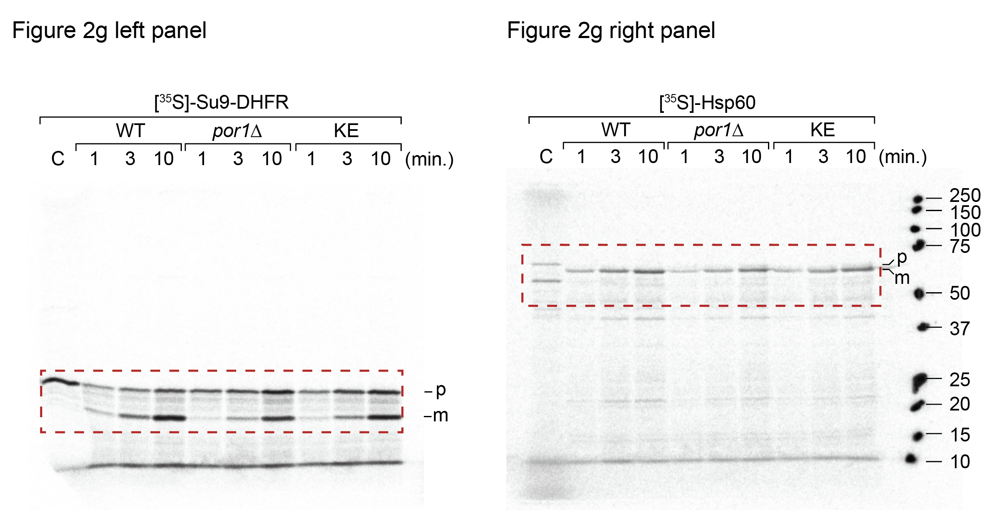 Figure 2g left panel
[³⁵S]-Su9-DHFR
WT por1Δ KE
C 1 3 10 1 3 10 1 3 10 (min.)
p
m
Figure 2g right panel
[³⁵S]-Hsp60
WT por1Δ KE
C 1 3 10 1 3 10 1 3 10 (min.)
250
150
100
75
p
m
50
37
25
20
15
10